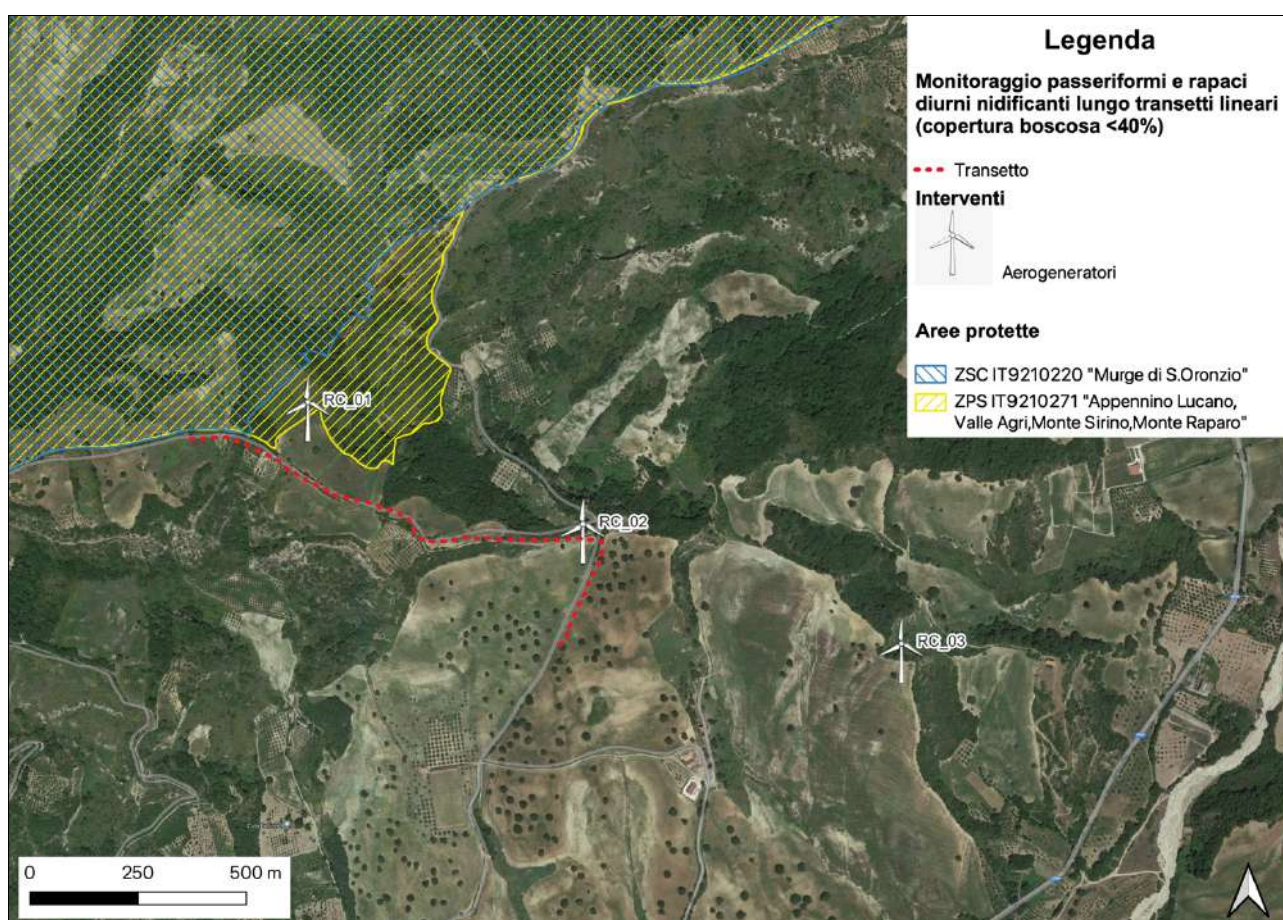 Legenda
Monitoraggio passeriformi e rapaci
diurni nidificanti lungo transetti lineari
(copertura boscosa <40%)
Transetto
Interventi
Aerogeneratori
Aree protette
ZSC IT9210220 "Murge di S.Oronzio"
ZPS IT9210271 "Appennino Lucano,
Valle Agri,Monte Sirino,Monte Raparo"
RC_01
RC_02
RC_03
0 250 500 m